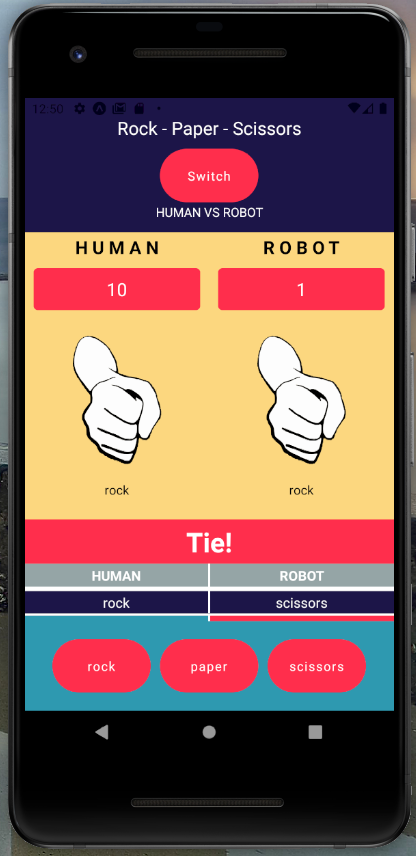 12:50
Rock - Paper - Scissors
Switch
HUMAN VS ROBOT
HUMAN ROBOT
10 1
rock rock
Tie!
HUMAN ROBOT
rock scissors
rock paper scissors